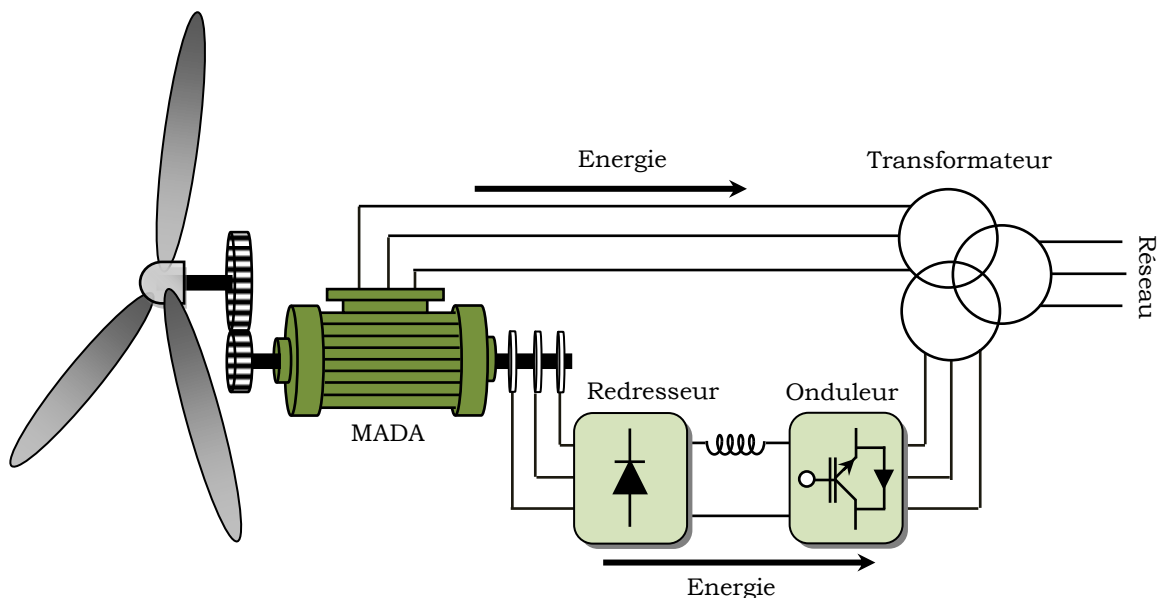 Energie
Transformateur
Réseau
Redresseur
Onduleur
MADA
Energie